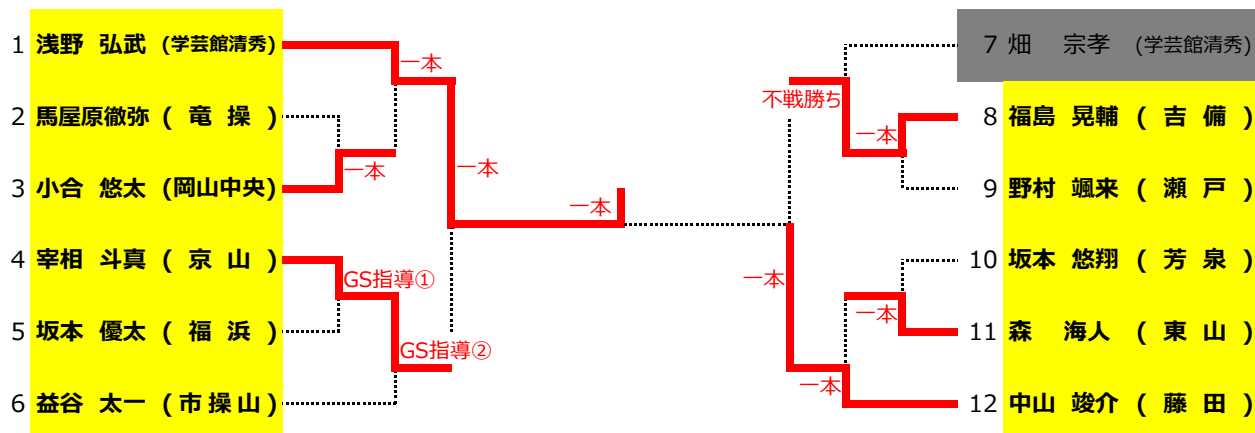 1 浅野 弘武 (学芸館清秀)
一本
2 馬屋原徹弥 ( 竜 操 )
一本
3 小合 悠太 (岡山中央)
一本
一本
4 宰相 斗真 ( 京 山 )
GS指導①
5 坂本 優太 ( 福 浜 )
GS指導②
6 益谷 太一 ( 市 操 山 )
7 畑 宗孝 (学芸館清秀)
不戦勝ち
8 福島 晃輔 ( 吉 備 )
一本
9 野村 颯来 ( 瀬 戸 )
10 坂本 悠翔 ( 芳 泉 )
一本
一本
11 森 海人 ( 東 山 )
一本
12 中山 竣介 ( 藤 田 )